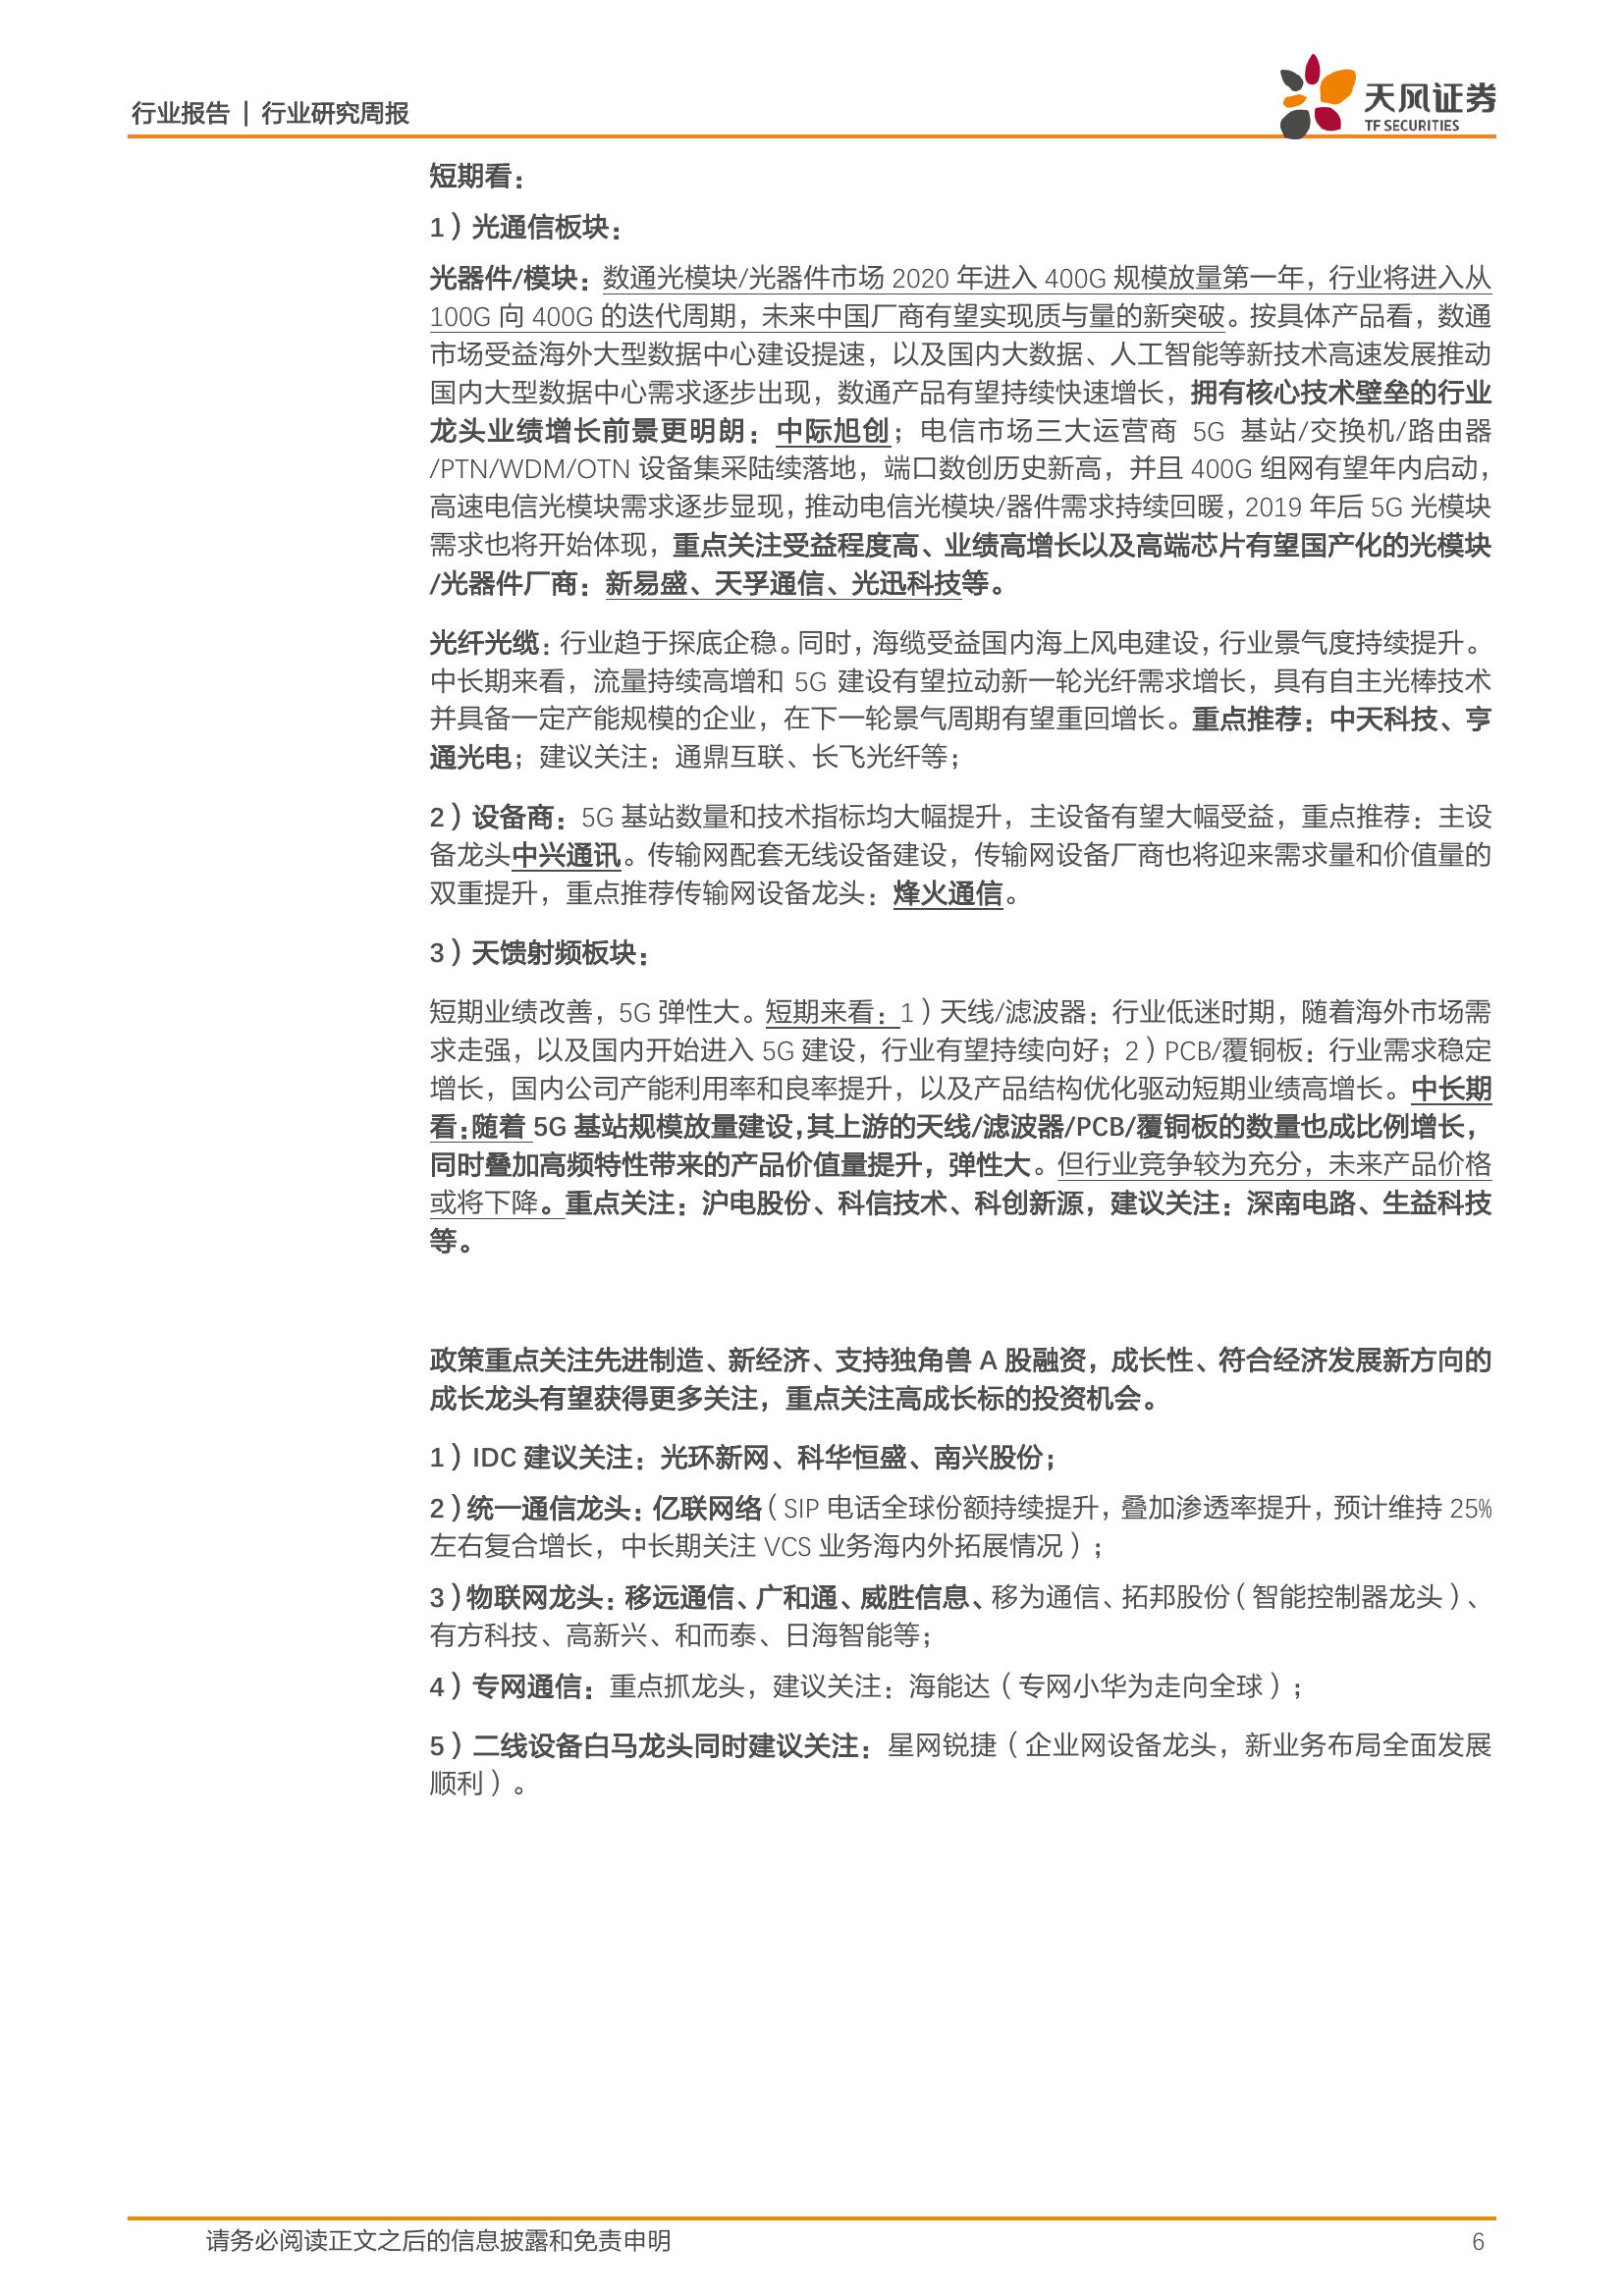 行业报告 | 行业研究周报
天风证券
TF SECURITIES
短期看：
1）光通信板块：
光器件/模块：数通光模块/光器件市场 2020 年进入 400G 规模放量第一年，行业将进入从
100G 向 400G 的迭代周期，未来中国厂商有望实现质与量的新突破。按具体产品看，数通
市场受益海外大型数据中心建设提速，以及国内大数据、人工智能等新技术高速发展推动
国内大型数据中心需求逐步出现，数通产品有望持续快速增长，拥有核心技术壁垒的行业
龙头业绩增长前景更明朗：中际旭创；电信市场三大运营商 5G 基站/交换机/路由器
/PTN/WDM/OTN 设备集采陆续落地，端口数创历史新高，并且 400G 组网有望年内启动，
高速电信光模块需求逐步显现，推动电信光模块/器件需求持续回暖，2019 年后 5G 光模块
需求也将开始体现，重点关注受益程度高、业绩高增长以及高端芯片有望国产化的光模块
/光器件厂商：新易盛、天孚通信、光迅科技等。
光纤光缆：行业趋于探底企稳。同时，海缆受益国内海上风电建设，行业景气度持续提升。
中长期来看，流量持续高增和 5G 建设有望拉动新一轮光纤需求增长，具有自主光棒技术
并具备一定产能规模的企业，在下一轮景气周期有望重回增长。重点推荐：中天科技、亨
通光电；建议关注：通鼎互联、长飞光纤等；
2）设备商：5G 基站数量和技术指标均大幅提升，主设备有望大幅受益，重点推荐：主设
备龙头中兴通讯。传输网配套无线设备建设，传输网设备厂商也将迎来需求量和价值量的
双重提升，重点推荐传输网设备龙头：烽火通信。
3）天馈射频板块：
短期业绩改善，5G 弹性大。短期来看：1）天线/滤波器：行业低迷时期，随着海外市场需
求走强，以及国内开始进入 5G 建设，行业有望持续向好；2）PCB/覆铜板：行业需求稳定
增长，国内公司产能利用率和良率提升，以及产品结构优化驱动短期业绩高增长。中长期
看：随着 5G 基站规模放量建设，其上游的天线/滤波器/PCB/覆铜板的数量也成比例增长，
同时叠加高频特性带来的产品价值量提升，弹性大。但行业竞争较为充分，未来产品价格
或将下降。重点关注：沪电股份、科信技术、科创新源，建议关注：深南电路、生益科技
等。
政策重点关注先进制造、新经济、支持独角兽 A 股融资，成长性、符合经济发展新方向的
成长龙头有望获得更多关注，重点关注高成长标的投资机会。
1）IDC 建议关注：光环新网、科华恒盛、南兴股份；
2）统一通信龙头：亿联网络（SIP 电话全球份额持续提升，叠加渗透率提升，预计维持 25%
左右复合增长，中长期关注 VCS 业务海内外拓展情况）；
3）物联网龙头：移远通信、广和通、威胜信息、移为通信、拓邦股份（智能控制器龙头）、
有方科技、高新兴、和而泰、日海智能等；
4）专网通信：重点抓龙头，建议关注：海能达（专网小华为走向全球）；
5）二线设备白马龙头同时建议关注：星网锐捷（企业网设备龙头，新业务布局全面发展
顺利）。
请务必阅读正文之后的信息披露和免责申明
6